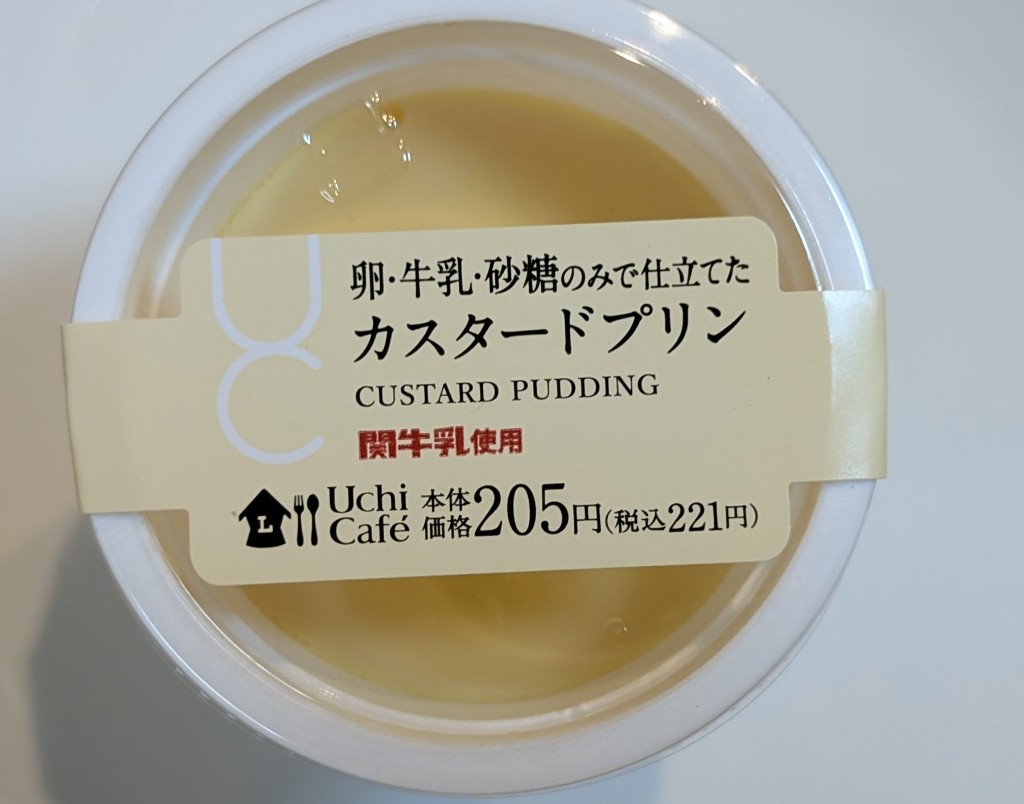 UC
卵・牛乳・砂糖のみで仕立てた
カスタードプリン
CUSTARD PUDDING
関牛乳使用
L
Uchi
Café
本体
価格205円(税込221円)